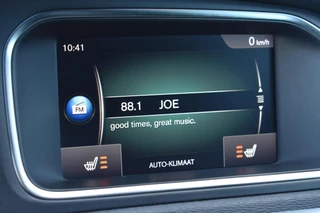 10:41
0 km/h
FM
88.1 JOE
good times, great music.
AUTO-KLIMAAT